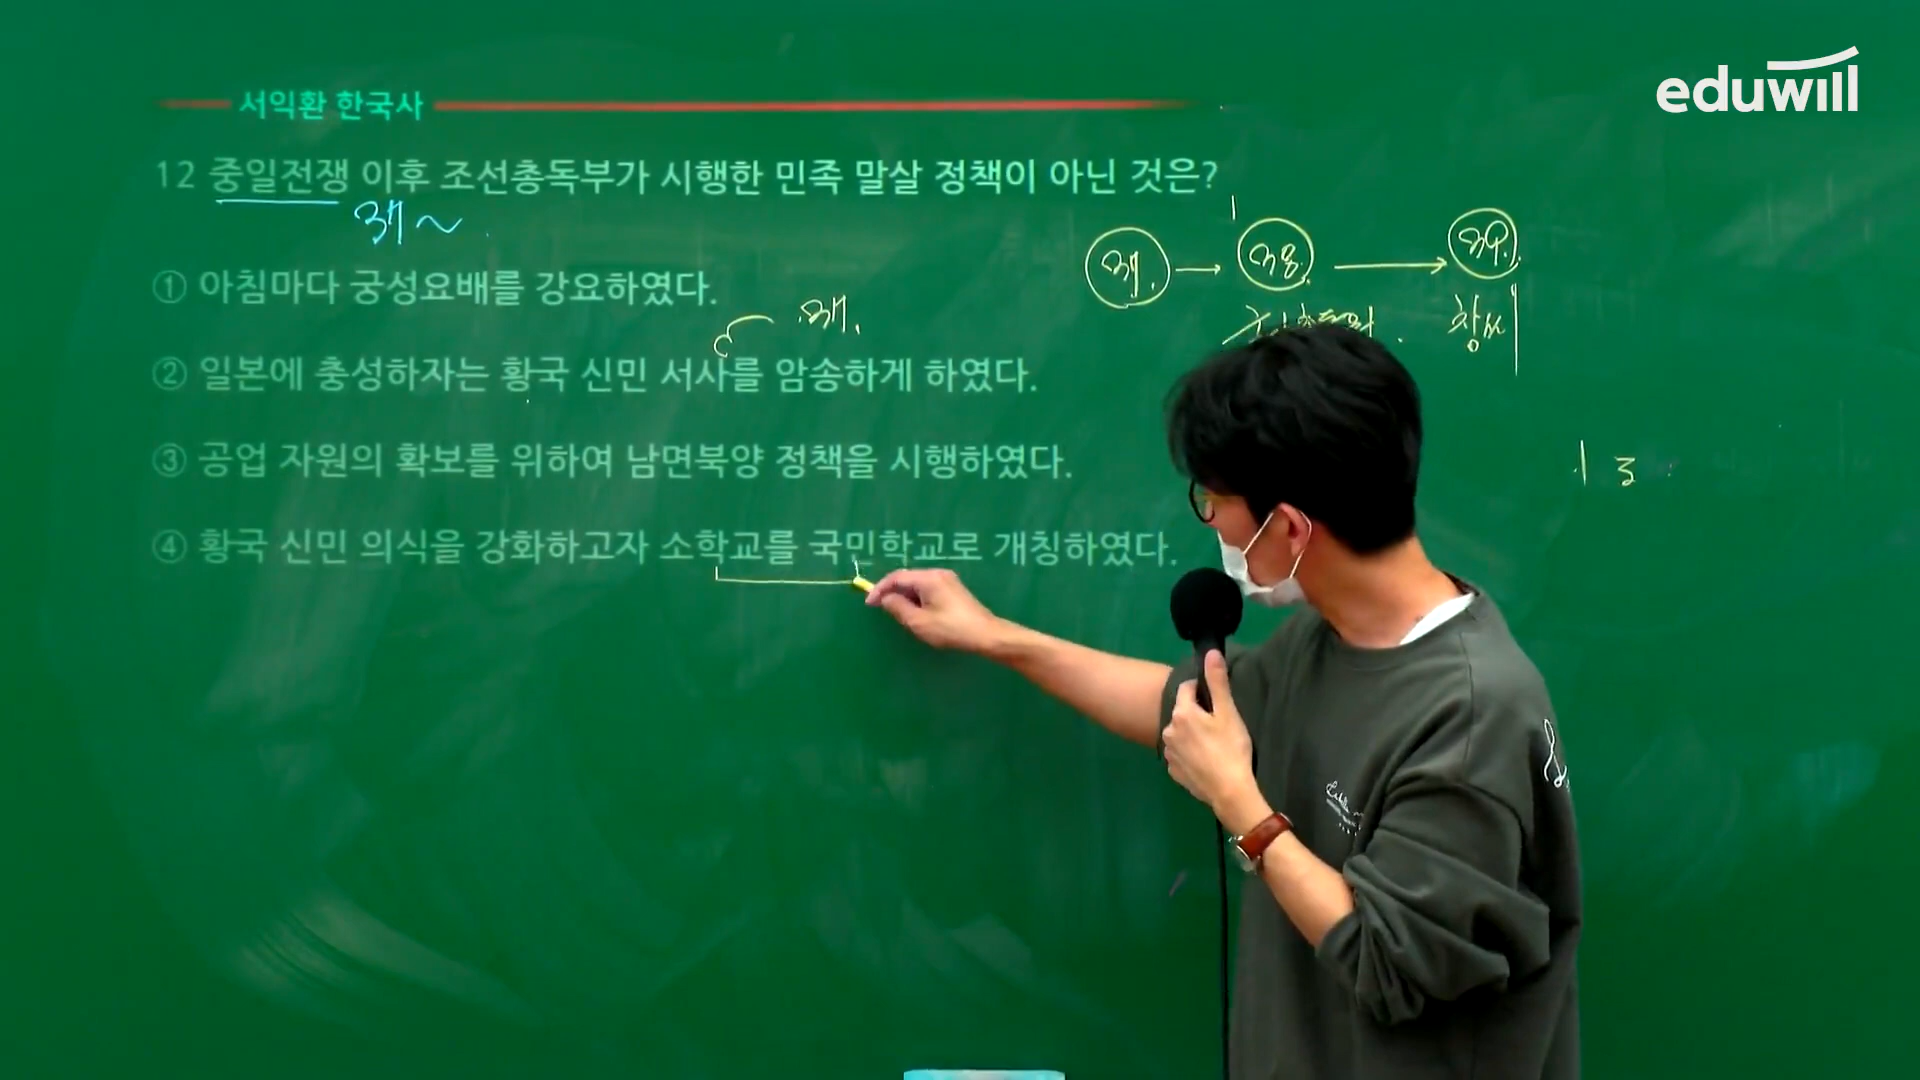 eduwill
서익환 한국사
12 중일전쟁 이후 조선총독부가 시행한 민족 말살 정책이 아닌 것은?
① 아침마다 궁성요배를 강요하였다.
② 일본에 충성하자는 황국 신민 서사를 암송하게 하였다.
③ 공업 자원의 확보를 위하여 남면북양 정책을 시행하였다.
④ 황국 신민 의식을 강화하고자 소학교를 국민학교로 개칭하였다.
창씨